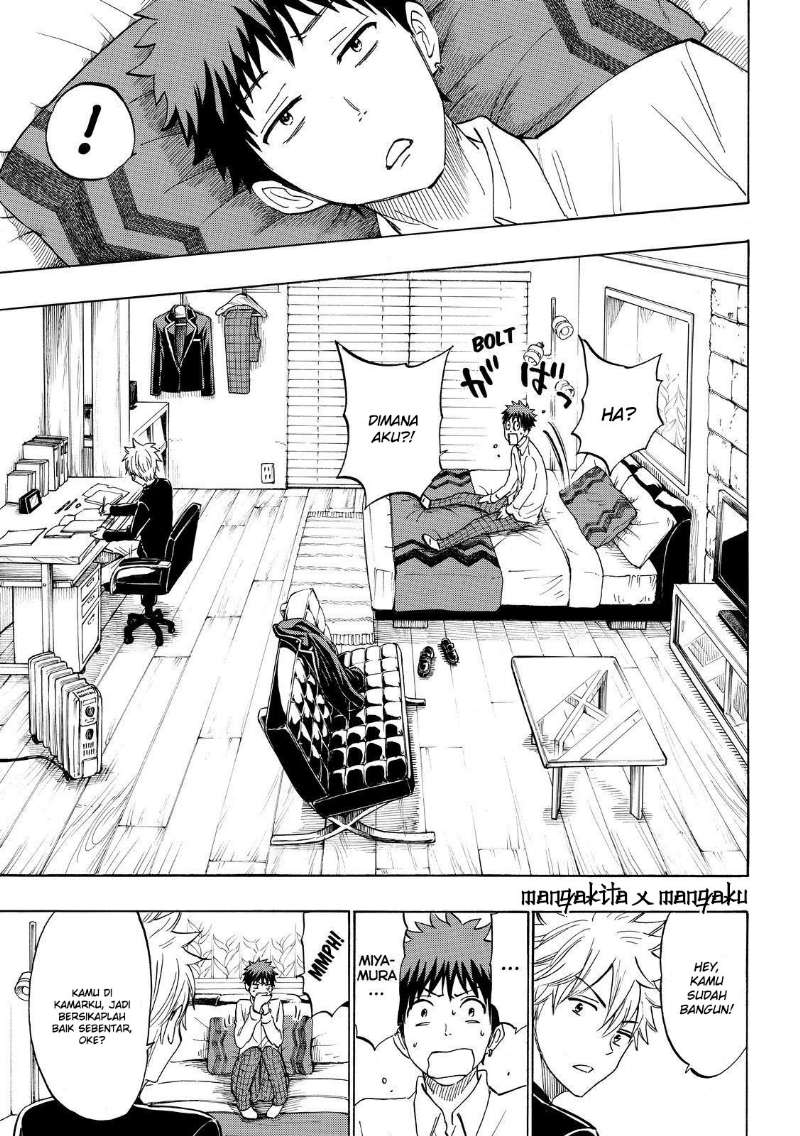 !
HA?
BOLT
がばっ
DIMANA
AKU?!
mangakita x mangaku
HEY,
KAMU
SUDAH
BANGUN!
...
MIYA-
MURA
...
MMPH!
KAMU DI
KAMARKU, JADI
BERSIKAPLAH
BAIK SEBENTAR,
OKE?